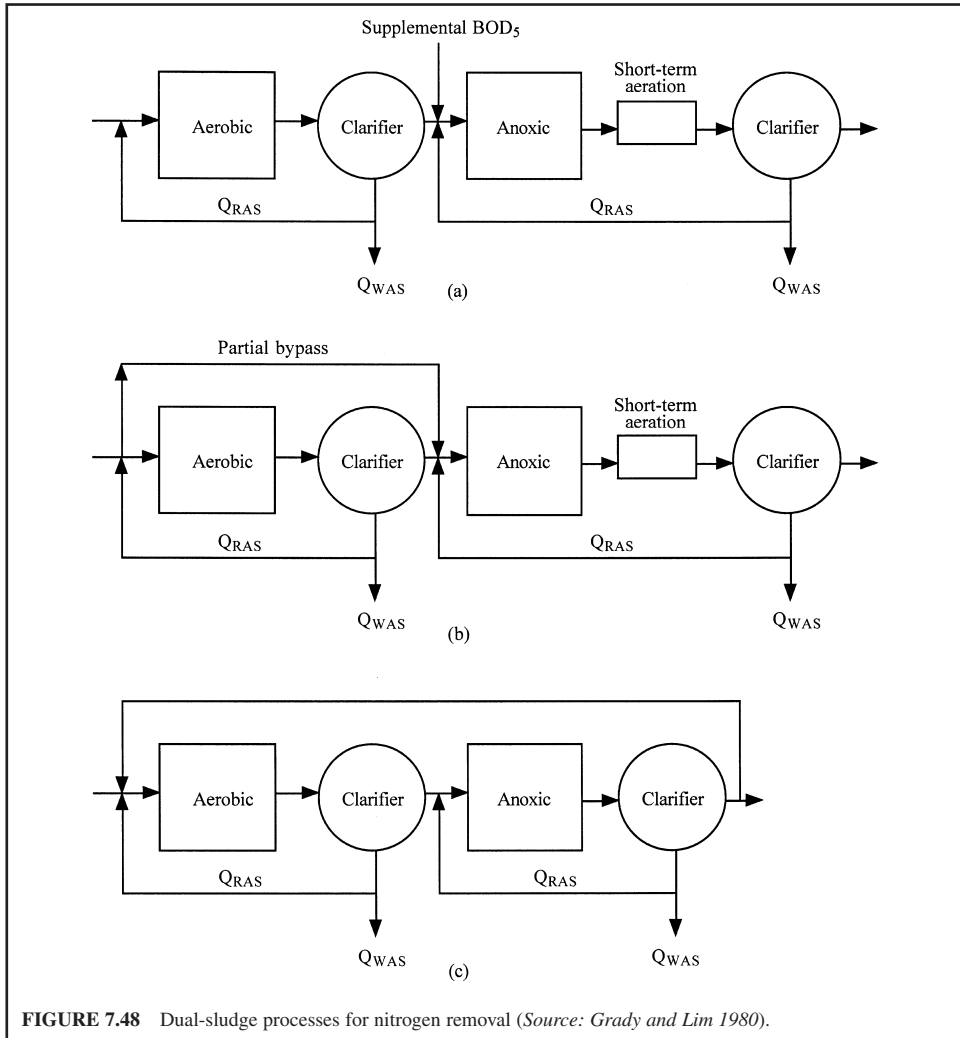 Supplemental BOD5
Short-term
aeration
Aerobic
Clarifier
Anoxic
Clarifier
QRAS
QRAS
QWAS
QWAS
(a)
Partial bypass
Short-term
aeration
Aerobic
Clarifier
Anoxic
Clarifier
QRAS
QRAS
QWAS
QWAS
(b)
Aerobic
Clarifier
Anoxic
Clarifier
QRAS
QRAS
QWAS
QWAS
(c)
FIGURE 7.48 Dual-sludge processes for nitrogen removal (Source: Grady and Lim 1980).